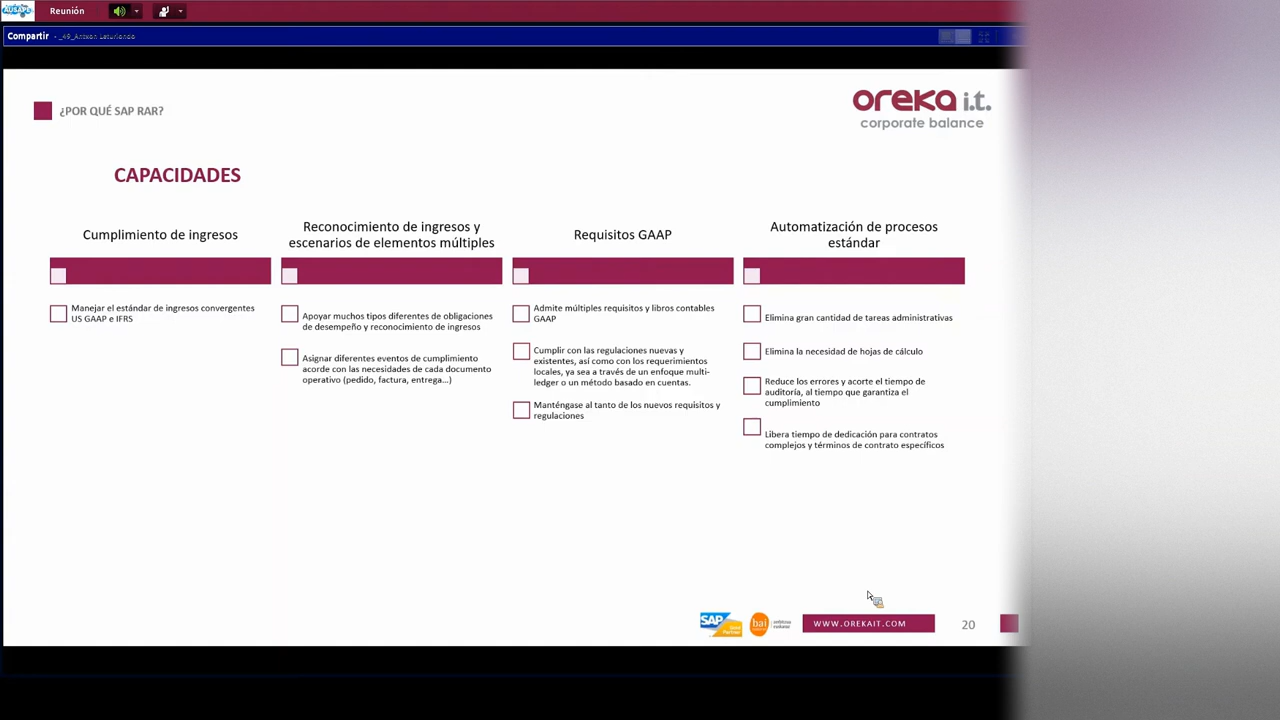 AUSAPE
Reunión
Compartir - _49_Antxon Leturiondo
¿POR QUÉ SAP RAR?
oreka i.t.
corporate balance
CAPACIDADES
Cumplimiento de ingresos
Manejar el estándar de ingresos convergentes
US GAAP e IFRS
Reconocimiento de ingresos y
escenarios de elementos múltiples
Apoyar muchos tipos diferentes de obligaciones
de desempeño y reconocimiento de ingresos
Asignar diferentes eventos de cumplimiento
acorde con las necesidades de cada documento
operativo (pedido, factura, entrega...)
Requisitos GAAP
Admite múltiples requisitos y libros contables
GAAP
Cumplir con las regulaciones nuevas y
existentes, así como con los requerimientos
locales, ya sea a través de un enfoque multi-
ledger o un método basado en cuentas.
Manténgase al tanto de los nuevos requisitos y
regulaciones
Automatización de procesos
estándar
Elimina gran cantidad de tareas administrativas
Elimina la necesidad de hojas de cálculo
Reduce los errores y acorte el tiempo de
auditoría, al tiempo que garantiza el
cumplimiento
Libera tiempo de dedicación para contratos
complejos y términos de contrato específicos
SAP
bai
WWW.OREKAIT.COM
20